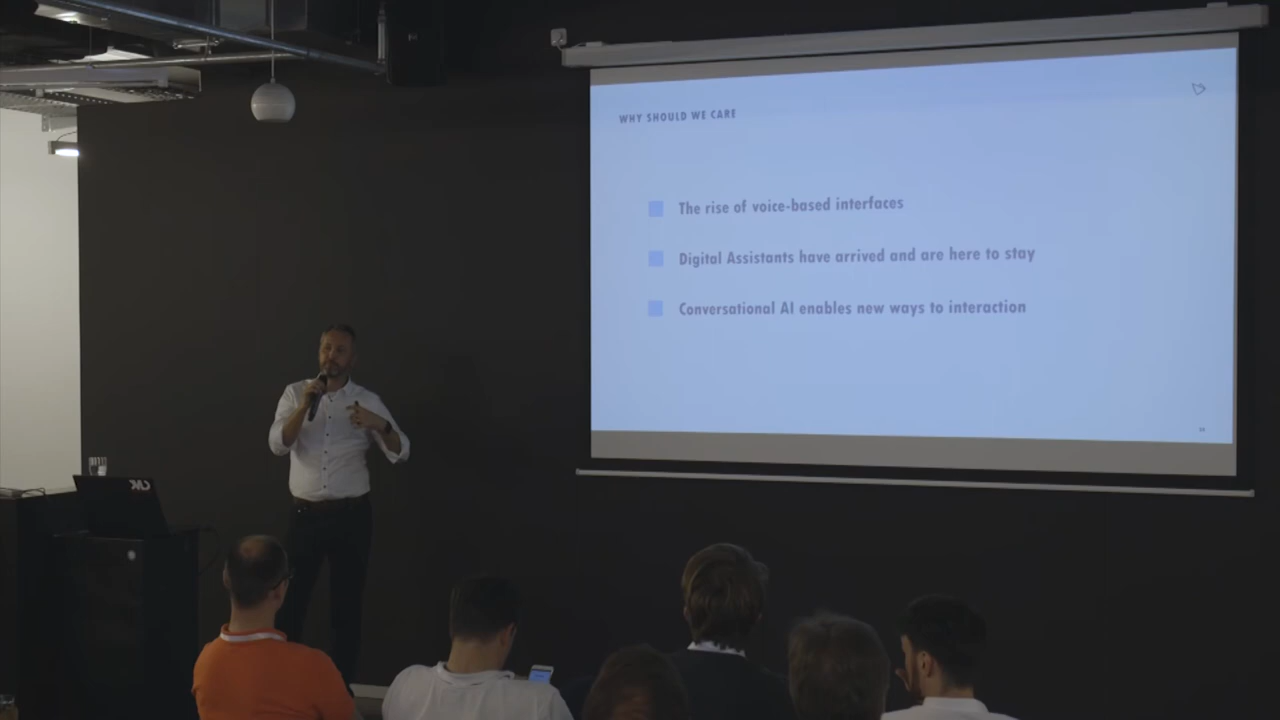 WHY SHOULD WE CARE
The rise of voice-based interfaces
Digital Assistants have arrived and are here to stay
Conversational AI enables new ways to interaction